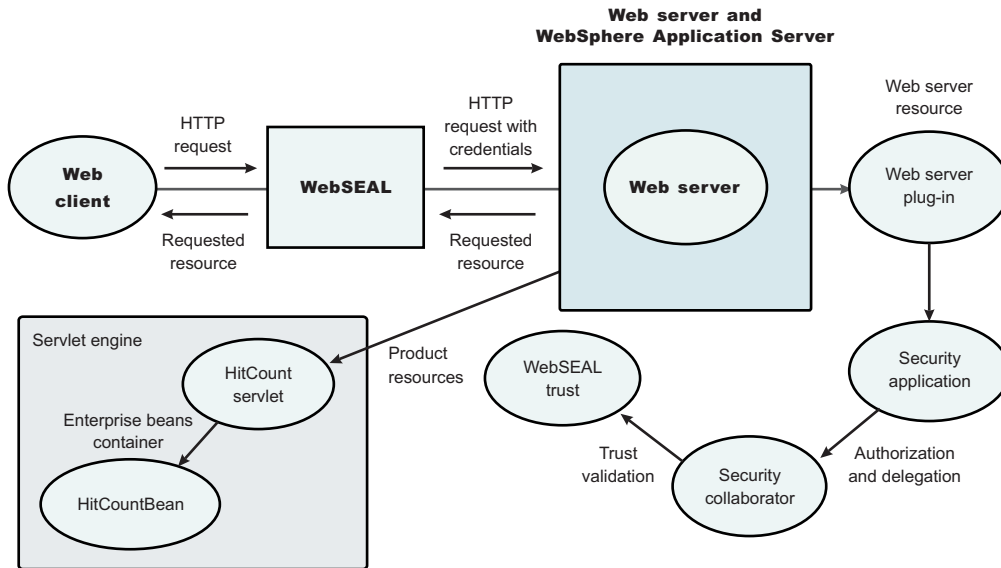 Web server and
WebSphere Application Server
Web server
resource
HTTP
request
HTTP
request with
credentials
Web
client
WebSEAL
Web server
Web server
plug-in
Requested
resource
Requested
resource
Servlet engine
HitCount
servlet
Product
resources
WebSEAL
trust
Security
application
Enterprise beans
container
Trust
validation
Authorization
and delegation
HitCountBean
Security
collaborator